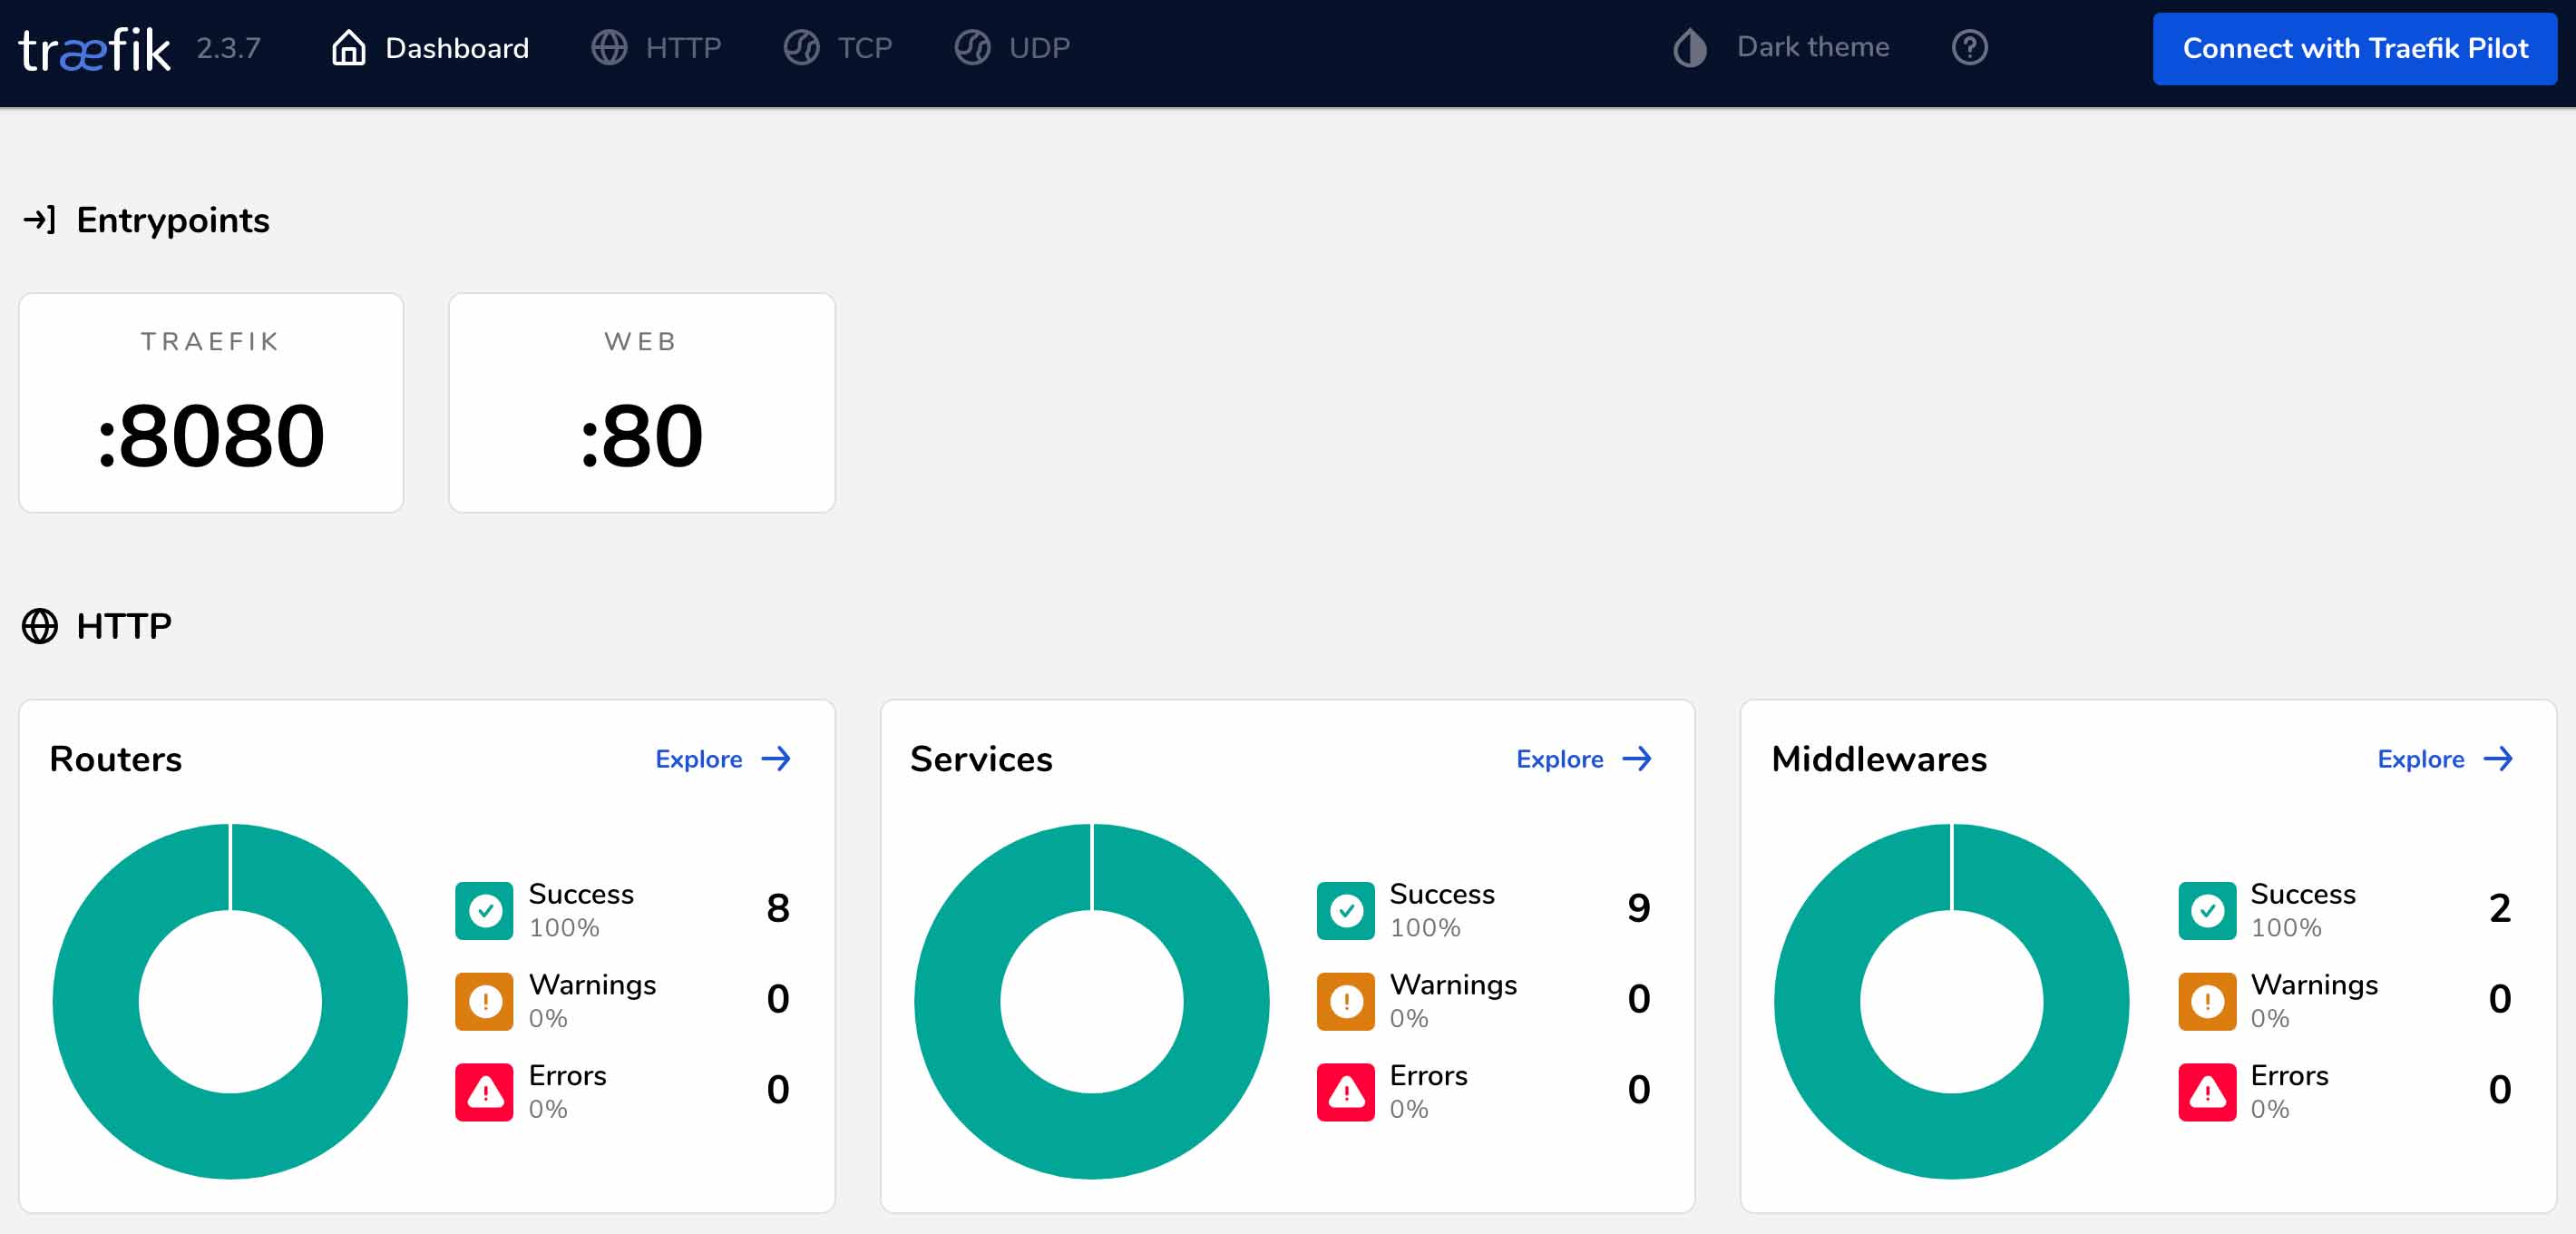 træfik 2.3.7 Dashboard HTTP TCP UDP Dark theme Connect with Traefik Pilot
Entrypoints
TRAEFIK
:8080
WEB
:80
HTTP
Routers Explore
Success 8
100%
Warnings 0
0%
Errors 0
0%
Services Explore
Success 9
100%
Warnings 0
0%
Errors 0
0%
Middlewares Explore
Success 2
100%
Warnings 0
0%
Errors 0
0%